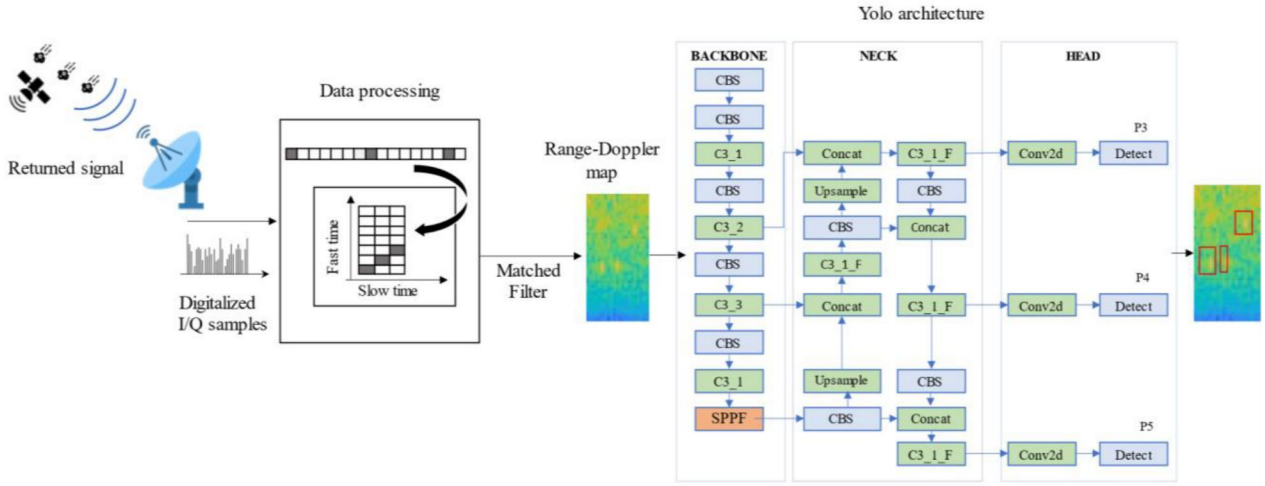 Yolo architecture
Returned signal
Data processing
Fast time
Slow time
Digitalized
I/Q samples
Matched
Filter
Range-Doppler
map
BACKBONE
CBS
CBS
C3_1
CBS
C3_2
CBS
C3_3
CBS
C3_1
SPPF
NECK
Concat
Upsample
CBS
C3_1_F
Concat
Upsample
CBS
C3_1_F
CBS
Concat
C3_1_F
CBS
Concat
C3_1_F
HEAD
P3
Conv2d
Detect
P4
Conv2d
Detect
P5
Conv2d
Detect